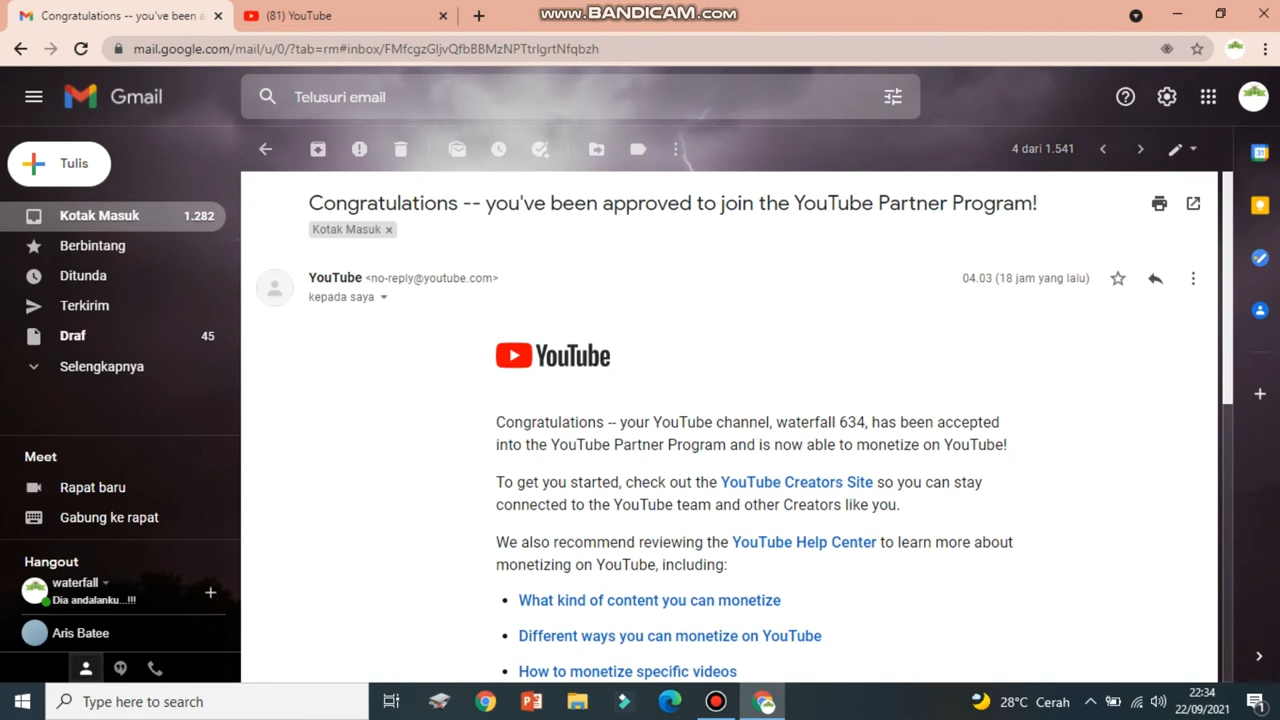 Congratulations -- you've been a
(81) YouTube
www.BANDICAM.com
mail.google.com/mail/u/0/?tab=rm#inbox/FMfcgzGljvQfbBBMzNPTtrlgrtNfqbzh
Gmail
Telusuri email
Tulis
4 dari 1.541
Kotak Masuk 1.282
Berbintang
Ditunda
Terkirim
Draf 45
Selengkapnya
Meet
Rapat baru
Gabung ke rapat
Hangout
waterfall
Dia andalanku...!!!
Aris Batee
Congratulations -- you've been approved to join the YouTube Partner Program!
Kotak Masuk x
YouTube <no-reply@youtube.com>
04.03 (18 jam yang lalu)
kepada saya
YouTube
Congratulations -- your YouTube channel, waterfall 634, has been accepted
into the YouTube Partner Program and is now able to monetize on YouTube!
To get you started, check out the YouTube Creators Site so you can stay
connected to the YouTube team and other Creators like you.
We also recommend reviewing the YouTube Help Center to learn more about
monetizing on YouTube, including:
• What kind of content you can monetize
• Different ways you can monetize on YouTube
• How to monetize specific videos
Type here to search
28°C Cerah
22:34
22/09/2021